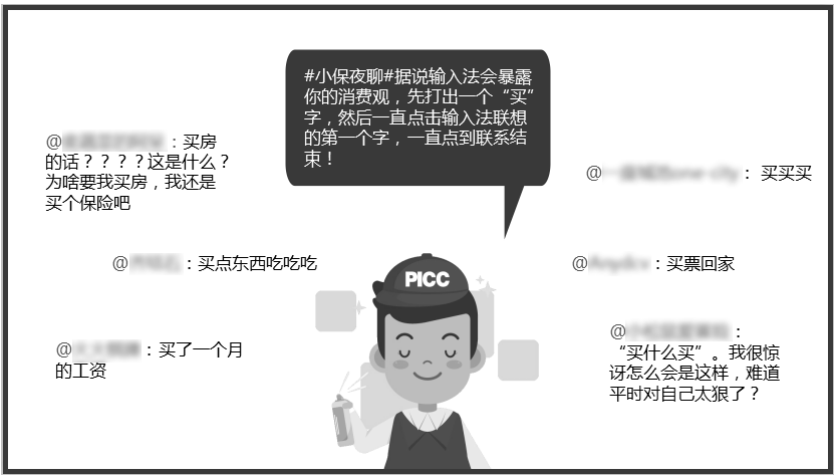 #小保夜聊#据说输入法会暴露
你的消费观，先打出一个“买”
字，然后一直点击输入法联想
的第一个字，一直点到联系结
束！
@：买房
的话？？？？这是什么？
为啥要我买房，我还是
买个保险吧
@：买买买
@：买点东西吃吃吃
@：买票回家
@：买了一个月
的工资
@：
“买什么买”。我很惊
讶怎么会是这样，难道
平时对自己太狠了？
PICC